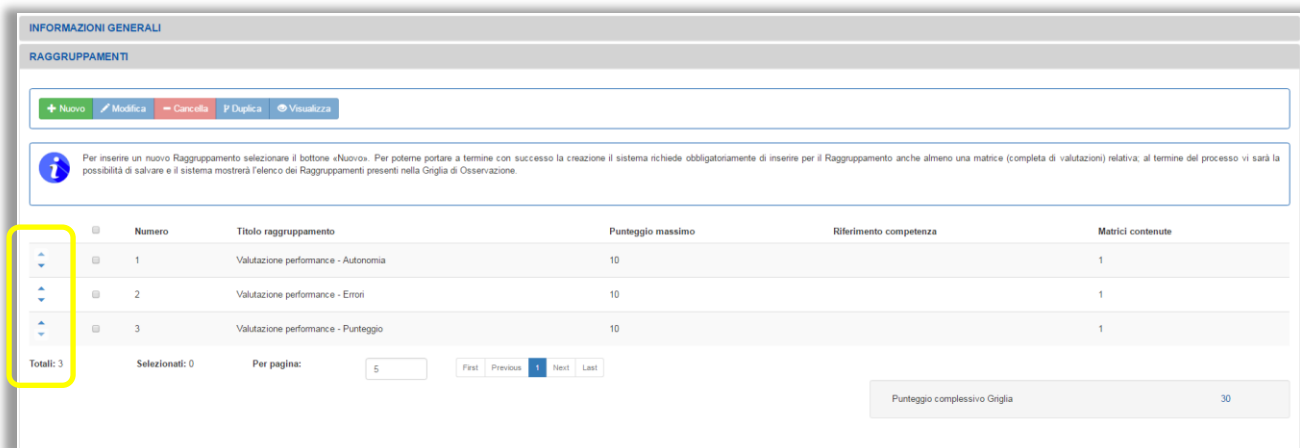 INFORMAZIONI GENERALI
RAGGRUPPAMENTI
Nuovo Modifica Cancella Duplica Visualizza
Per inserire un nuovo Raggruppamento selezionare il bottone «Nuovo». Per poterne portare a termine con successo la creazione il sistema richiede obbligatoriamente di inserire per il Raggruppamento anche almeno una matrice (completa di valutazioni) relativa; al termine del processo vi sarà la
possibilità di salvare e il sistema mostrerà l'elenco dei Raggruppamenti presenti nella Griglia di Osservazione.
Numero Titolo raggruppamento Punteggio massimo Riferimento competenza Matrici contenute
1 Valutazione performance - Autonomia 10 1
2 Valutazione performance - Errori 10 1
3 Valutazione performance - Punteggio 10 1
Totali: 3 Selezionati: 0 Per pagina: 5 First Previous 1 Next Last
Punteggio complessivo Griglia 30